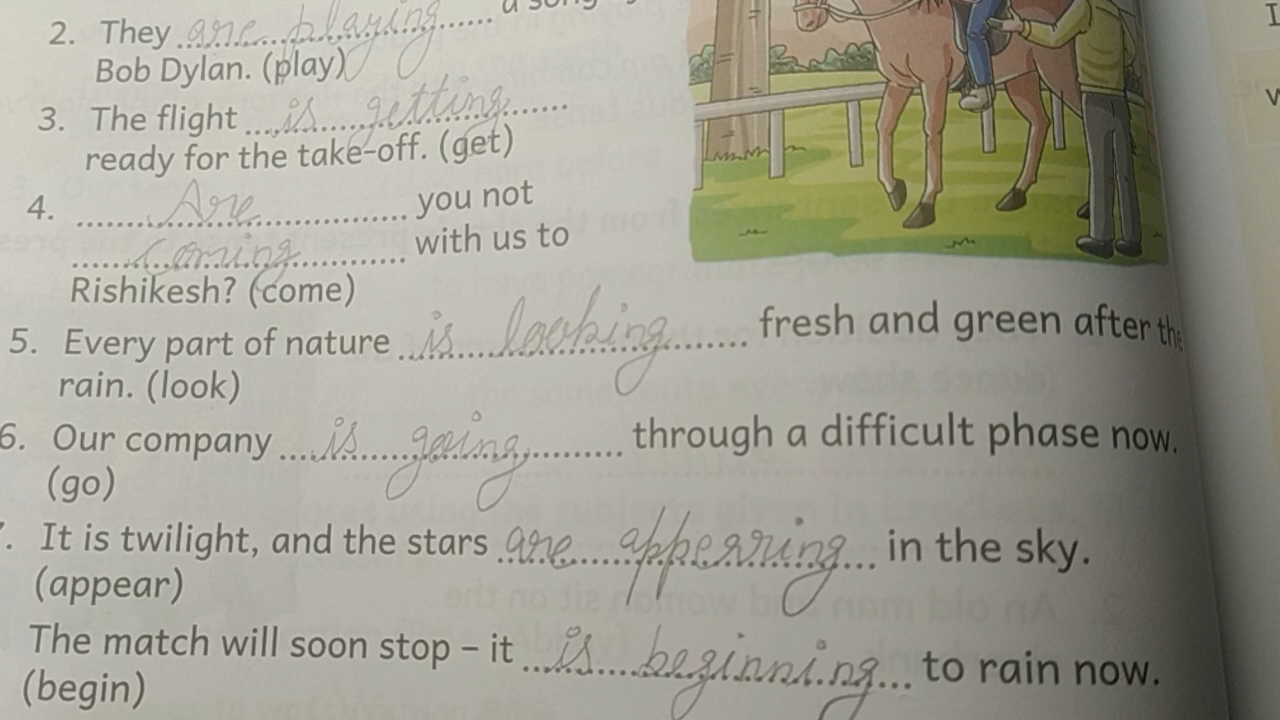 2. They are playing a song
Bob Dylan. (play)
3. The flight is getting
ready for the take-off. (get)
4. Are you not
coming with us to
Rishikesh? (come)
5. Every part of nature is looking fresh and green after the
rain. (look)
6. Our company is going through a difficult phase now.
(go)
. It is twilight, and the stars are apperring in the sky.
(appear)
The match will soon stop – it is beginning to rain now.
(begin)